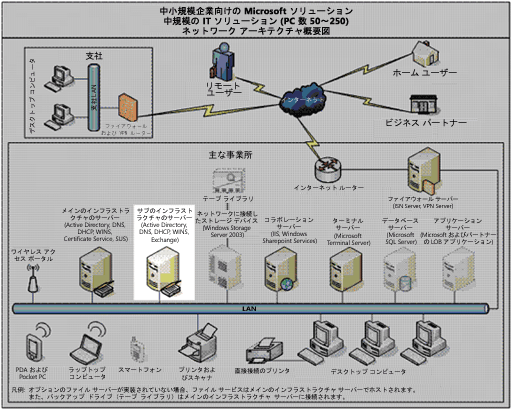 中小規模企業向けの Microsoft ソリューション
中規模の IT ソリューション (PC 数 50～250)
ネットワーク アーキテクチャ概要図
支社
デスクトップ コンピュータ
支社LAN
ファイアウォール
および VPN ルーター
リモート
ユーザー
インターネット
ホーム ユーザー
ビジネス パートナー
主な事業所
テープ ライブラリ
インターネット ルーター
ファイアウォール サーバー
(ISN Server, VPN Server)
メインのインフラストラ
クチャのサーバー
(Active Directory, DNS,
DHCP, WINS,
Certificate Service, SUS)
サブのインフラスト
ラクチャのサーバー
(Active Directory,
DNS, DHCP, WINS,
Exchange)
ネットワークに接続し
たストレージ デバイス
(Windows Storage
Server 2003)
コラボレーション
サーバー
(IIS, Windows
Sharepoint Services)
ターミナル
サーバー
(Microsoft
Terminal Server)
データベース
サーバー
(Microsoft
SQL Server)
アプリケーション
サーバー
(Microsoft およびパートナー
の LOB アプリケーション)
ワイヤレス アク
セス ポータル
LAN
PDA および
Pocket PC
ラップトップ
コンピュータ
スマートフォン
プリンタおよ
びスキャナ
直接接続のプリンタ
デスクトップ コンピュータ
凡例: オプションのファイル サーバーが実装されていない場合、ファイル サービスはメインのインフラストラクチャ サーバーでホストされます。
また、バックアップ ドライブ (テープ ライブラリ) はメインのインフラストラクチャ サーバーに接続されます。